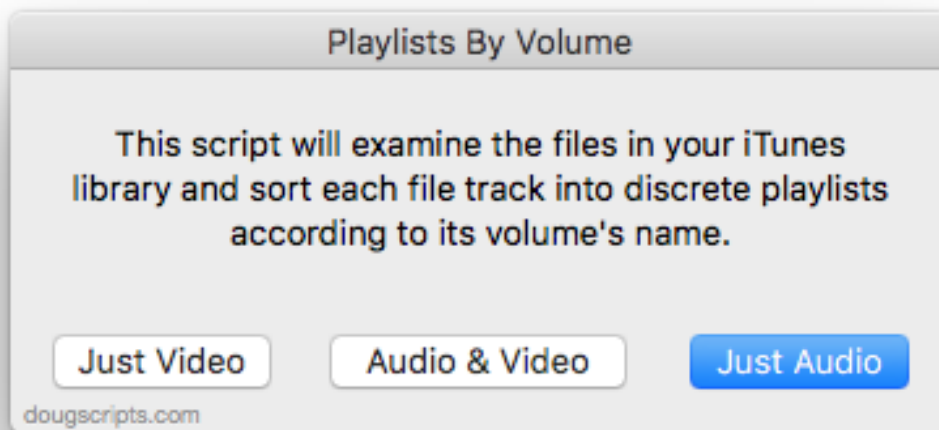 Playlists By Volume
This script will examine the files in your iTunes
library and sort each file track into discrete playlists
according to its volume's name.
Just Video Audio & Video Just Audio
dougscripts.com